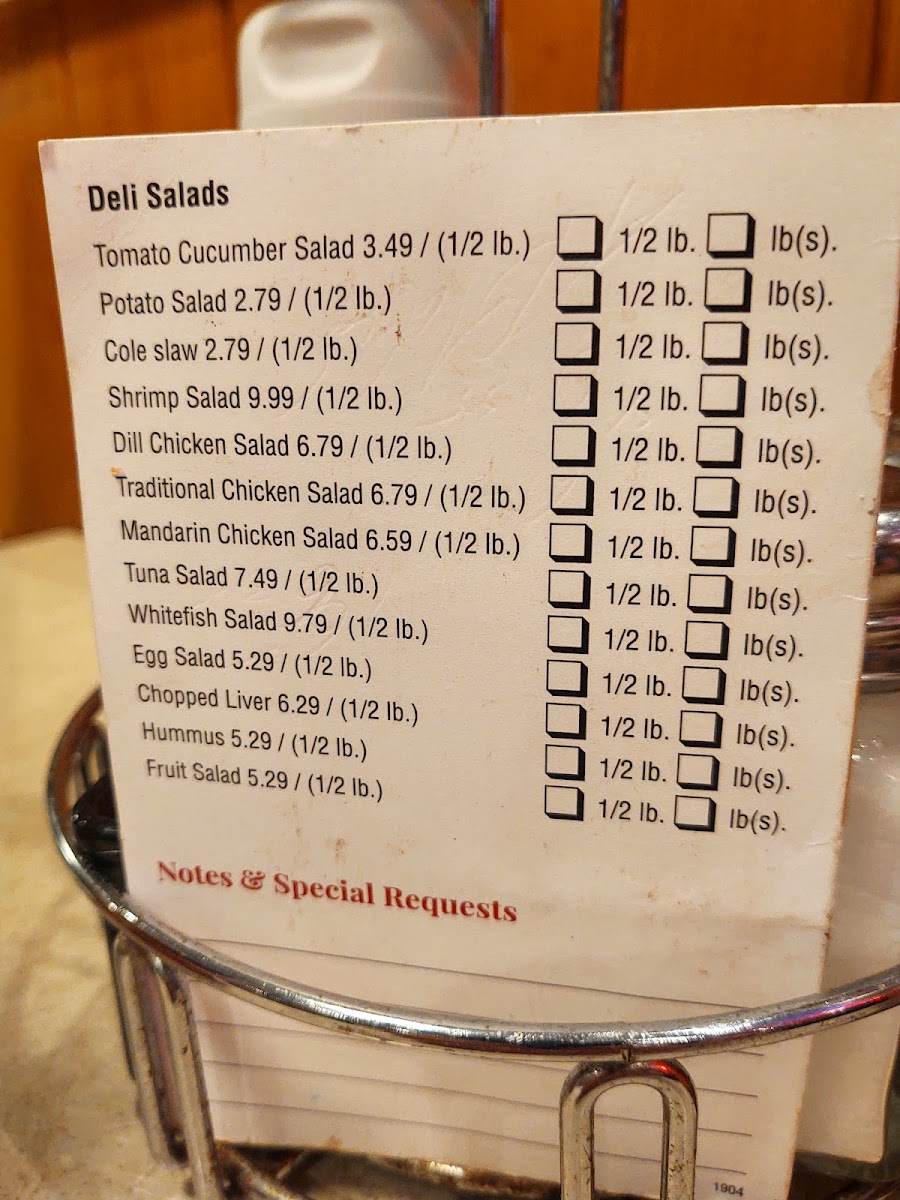 Deli Salads
Tomato Cucumber Salad 3.49 / (1/2 lb.) 1/2 lb. lb(s).
Potato Salad 2.79 / (1/2 lb.) 1/2 lb. lb(s).
Cole slaw 2.79 / (1/2 lb.) 1/2 lb. lb(s).
Shrimp Salad 9.99 / (1/2 lb.) 1/2 lb. lb(s).
Dill Chicken Salad 6.79 / (1/2 lb.) 1/2 lb. lb(s).
Traditional Chicken Salad 6.79 / (1/2 lb.) 1/2 lb. lb(s).
Mandarin Chicken Salad 6.59 / (1/2 lb.) 1/2 lb. lb(s).
Tuna Salad 7.49 / (1/2 lb.) 1/2 lb. lb(s).
Whitefish Salad 9.79 / (1/2 lb.) 1/2 lb. lb(s).
Egg Salad 5.29 / (1/2 lb.) 1/2 lb. lb(s).
Chopped Liver 6.29 / (1/2 lb.) 1/2 lb. lb(s).
Hummus 5.29 / (1/2 lb.) 1/2 lb. lb(s).
Fruit Salad 5.29 / (1/2 lb.) 1/2 lb. lb(s).
Notes & Special Requests
1904